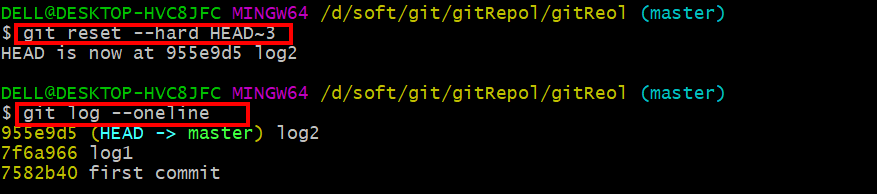 DELL@DESKTOP-HVC8JFC MINGW64 /d/soft/git/gitRepol/gitReol (master)
$ git reset --hard HEAD~3
HEAD is now at 955e9d5 log2
DELL@DESKTOP-HVC8JFC MINGW64 /d/soft/git/gitRepol/gitReol (master)
$ git log --oneline
955e9d5 (HEAD -> master) log2
7f6a966 log1
7582b40 first commit